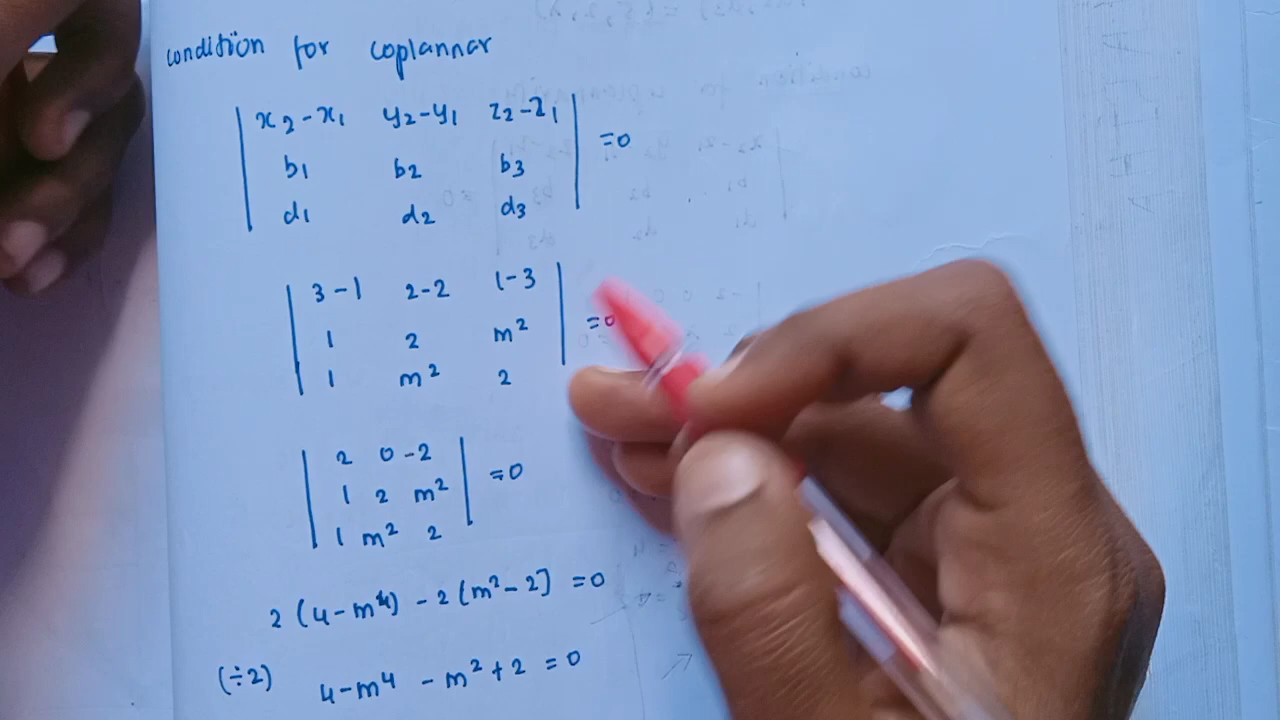 condition for coplannar
| x₂-x₁ y₂-y₁ z₂-z₁ |
| b₁ b₂ b₃ | =0
| d₁ d₂ d₃ |
| 3-1 2-2 1-3 |
| 1 2 m² | =0
| 1 m² 2 |
| 2 0 -2 |
| 1 2 m² | =0
| 1 m² 2 |
2(4-m⁴) -2(m²-2] =0
(÷2) 4-m⁴ -m²+2 =0